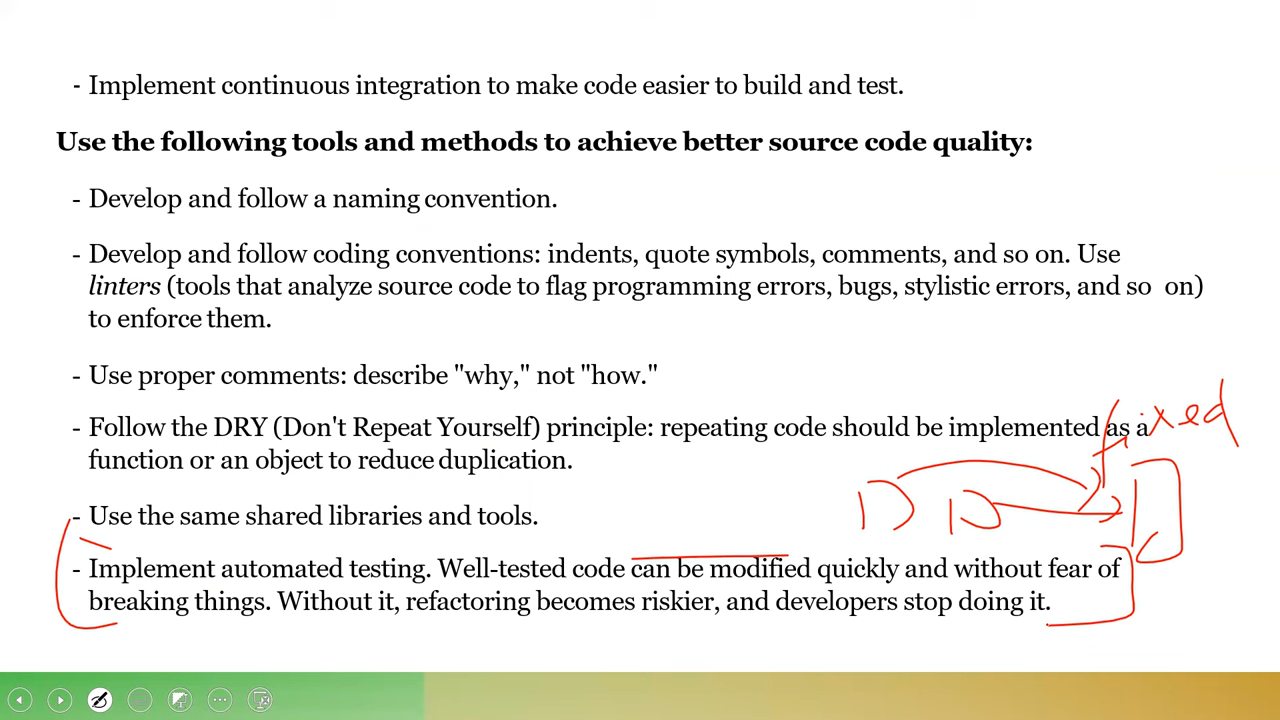 - Implement continuous integration to make code easier to build and test.
Use the following tools and methods to achieve better source code quality:
- Develop and follow a naming convention.
- Develop and follow coding conventions: indents, quote symbols, comments, and so on. Use
linters (tools that analyze source code to flag programming errors, bugs, stylistic errors, and so on)
to enforce them.
- Use proper comments: describe "why," not "how."
fixed
- Follow the DRY (Don't Repeat Yourself) principle: repeating code should be implemented as a
function or an object to reduce duplication.
D D
- Use the same shared libraries and tools.
- Implement automated testing. Well-tested code can be modified quickly and without fear of
breaking things. Without it, refactoring becomes riskier, and developers stop doing it.